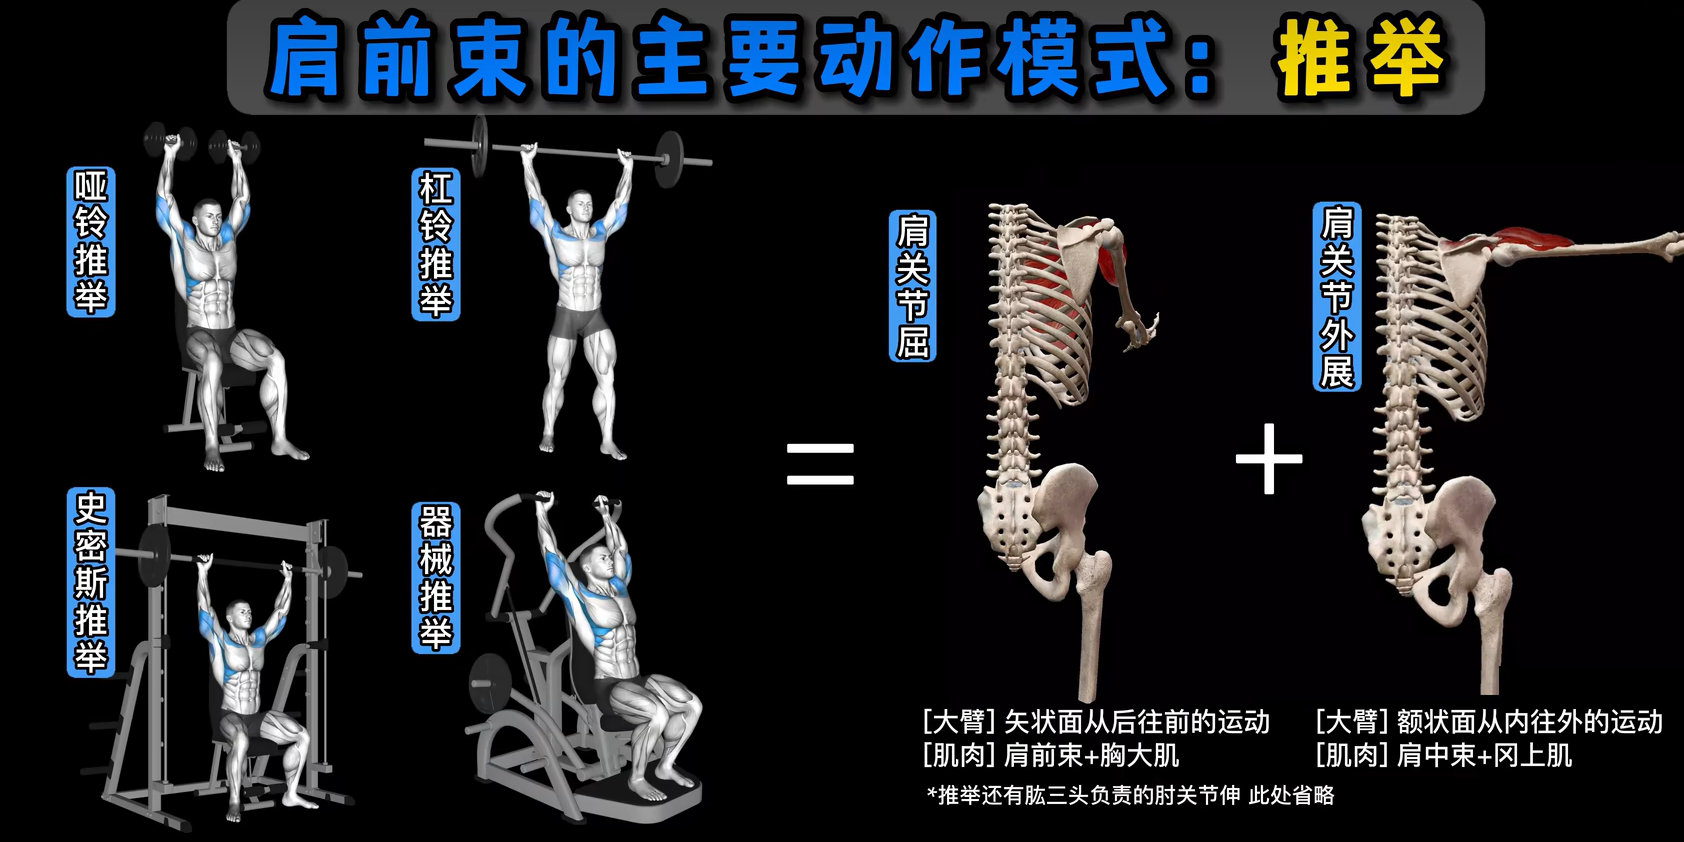 肩前束的主要动作模式：推举
哑铃推举
杠铃推举
史密斯推举
器械推举
=
肩关节屈
+
肩关节外展
[大臂] 矢状面从后往前的运动
[肌肉] 肩前束+胸大肌
[大臂] 额状面从内往外的运动
[肌肉] 肩中束+冈上肌
*推举还有肱三头负责的肘关节伸 此处省略